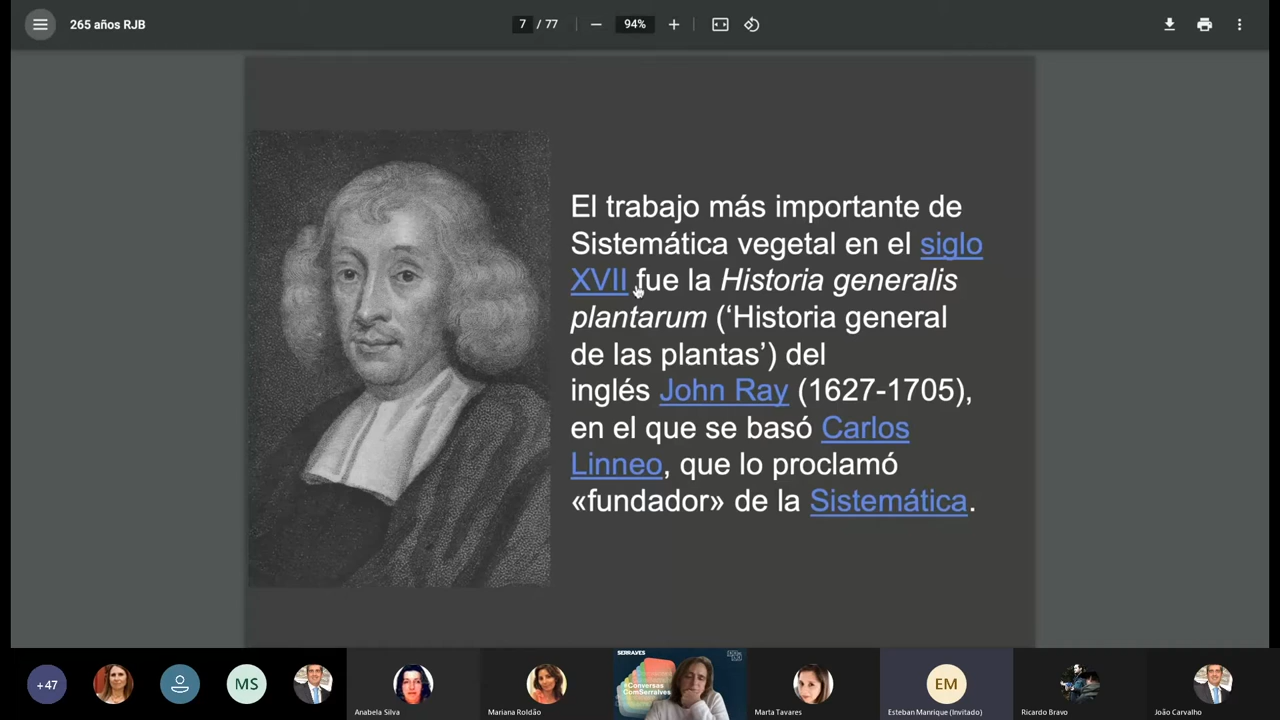 265 años RJB
7 / 77
94%
El trabajo más importante de
Sistemática vegetal en el siglo
XVII fue la Historia generalis
plantarum (‘Historia general
de las plantas’) del
inglés John Ray (1627-1705),
en el que se basó Carlos
Linneo, que lo proclamó
«fundador» de la Sistemática.
+47
MS
SERRALVES
#Conversas
ComSerralves
EM
Anabela Silva
Mariana Roldão
Marta Tavares
Esteban Manrique (Invitado)
Ricardo Bravo
João Carvalho